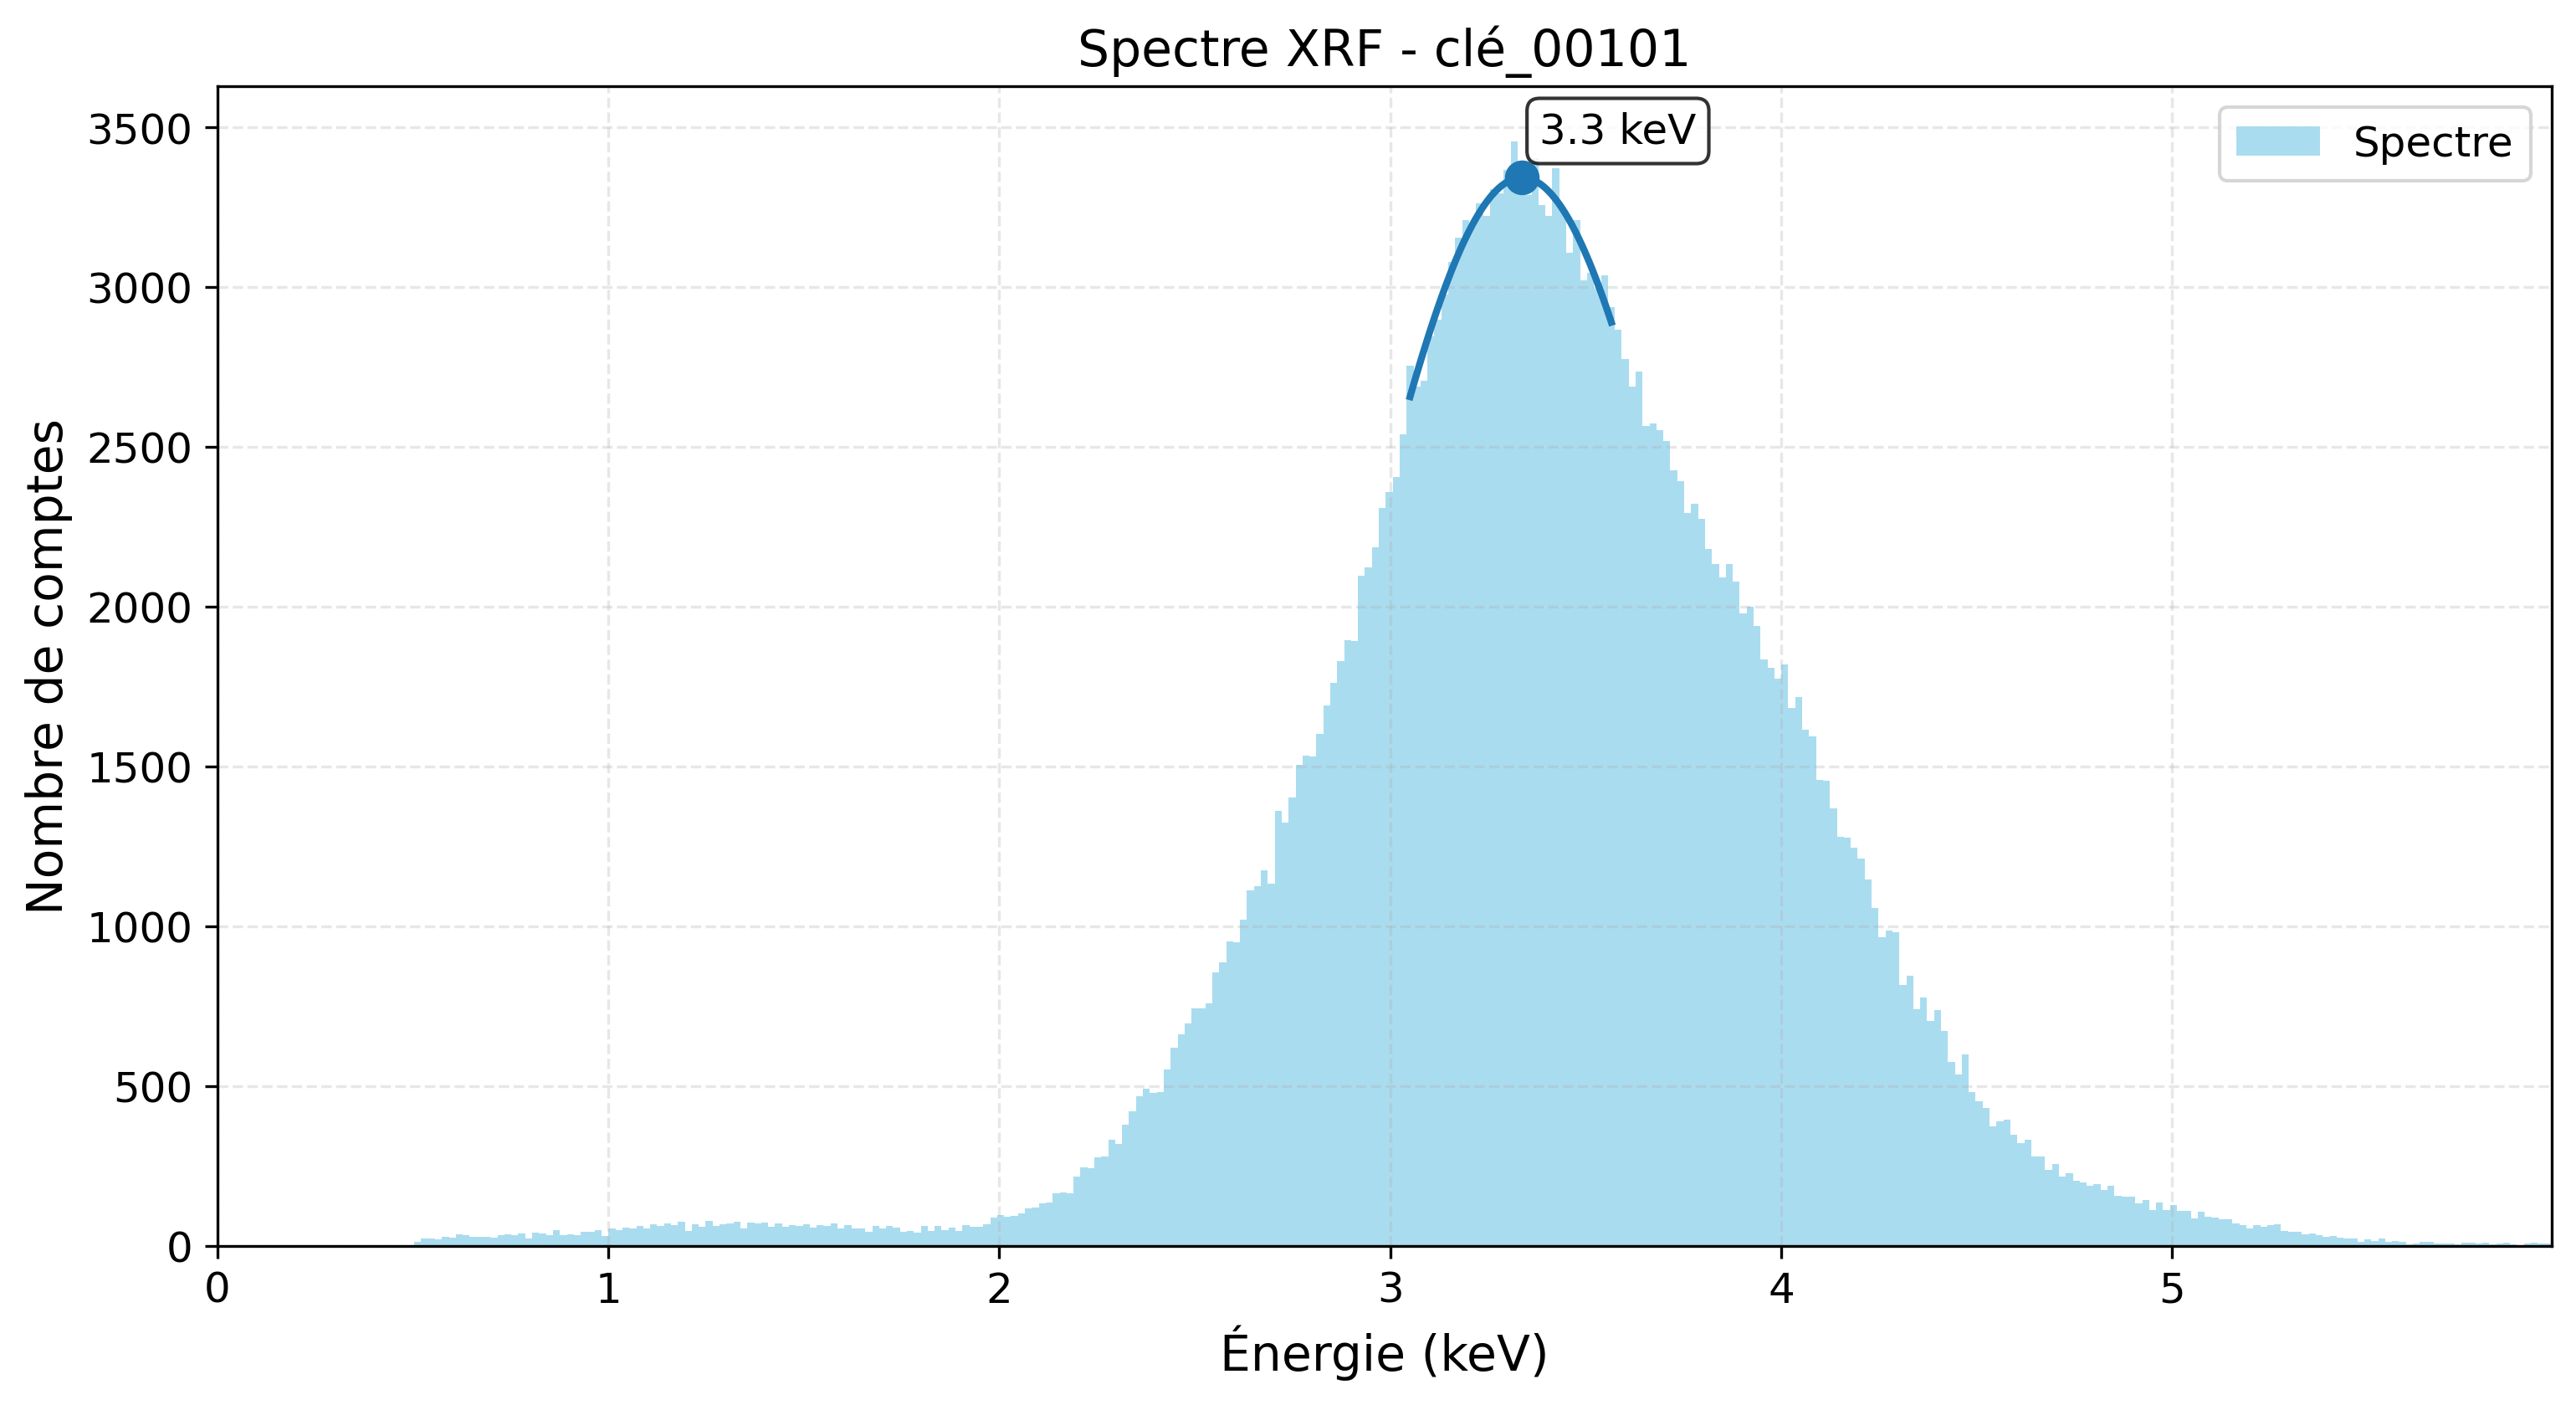 Spectre XRF - clé_00101
3.3 keV
Spectre
Nombre de comptes
3500
3000
2500
2000
1500
1000
500
0
0 1 2 3 4 5
Énergie (keV)